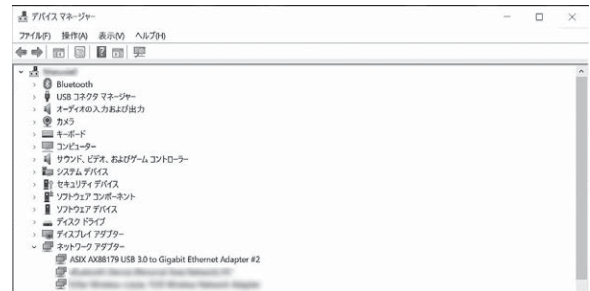 デバイス マネージャー
ファイル(F) 操作(A) 表示(V) ヘルプ(H)
Bluetooth
USB コネクタ マネージャー
オーディオの入力および出力
カメラ
キーボード
コンピューター
サウンド、ビデオ、およびゲーム コントローラー
システム デバイス
セキュリティ デバイス
ソフトウェア コンポーネント
ソフトウェア デバイス
ディスク ドライブ
ディスプレイ アダプター
ネットワーク アダプター
ASIX AX88179 USB 3.0 to Gigabit Ethernet Adapter #2